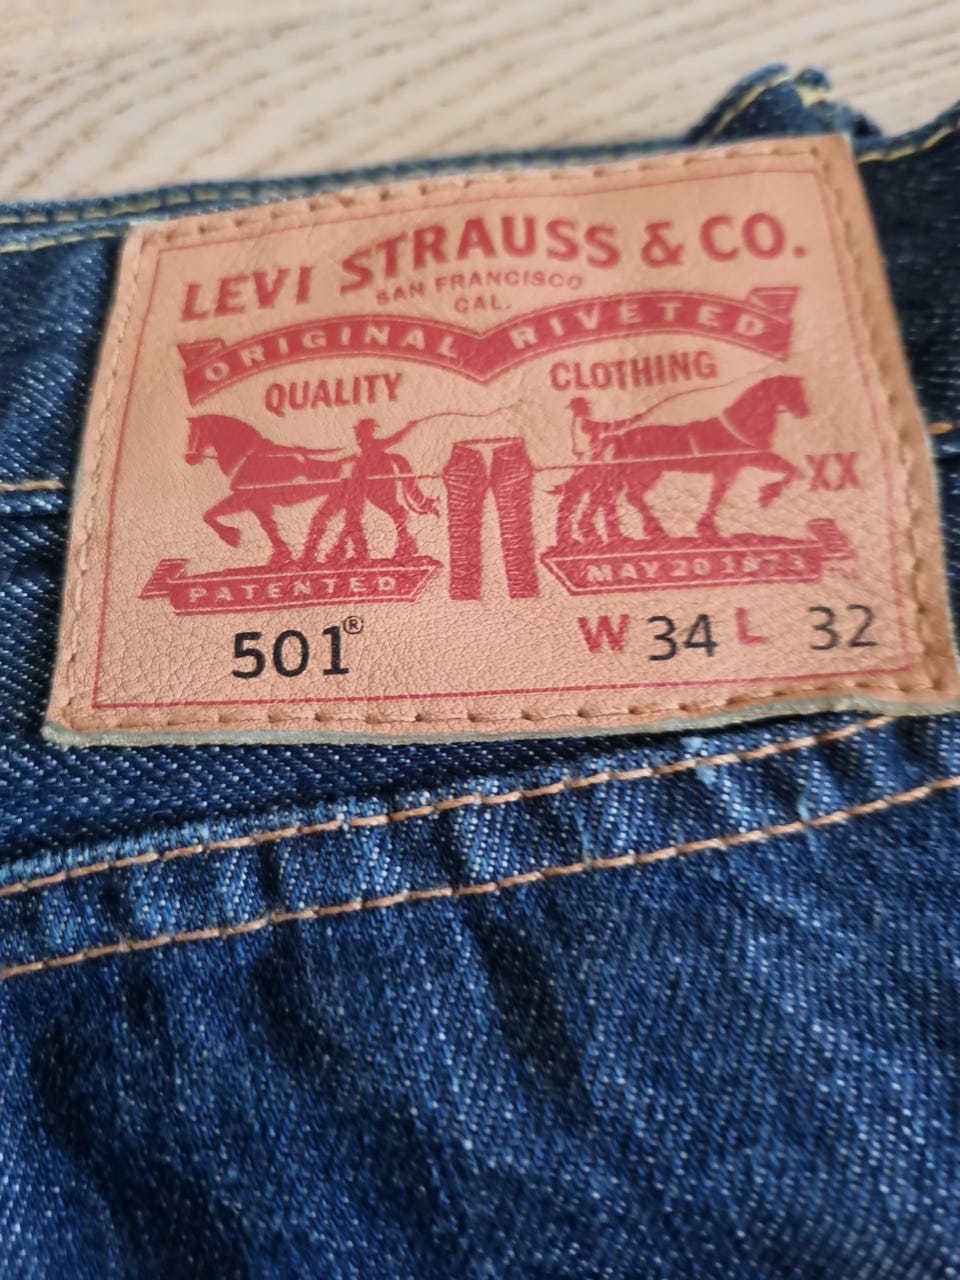 LEVI STRAUSS & CO.
SAN FRANCISCO
CAL.
ORIGINAL RIVETED
QUALITY CLOTHING
XX
PATENTED MAY 20 1873
501® W 34 L 32